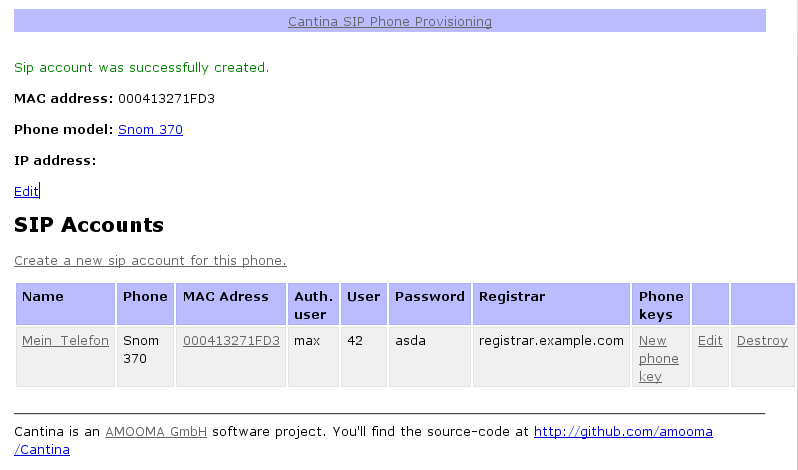 Cantina SIP Phone Provisioning
Sip account was successfully created.
MAC address: 000413271FD3
Phone model: Snom 370
IP address:
Edit
SIP Accounts
Create a new sip account for this phone.
Name Phone MAC Adress Auth. user User Password Registrar Phone keys
Mein Telefon Snom 370 000413271FD3 max 42 asda registrar.example.com New phone key Edit Destroy
Cantina is an AMOOMA GmbH software project. You'll find the source-code at http://github.com/amooma
/Cantina